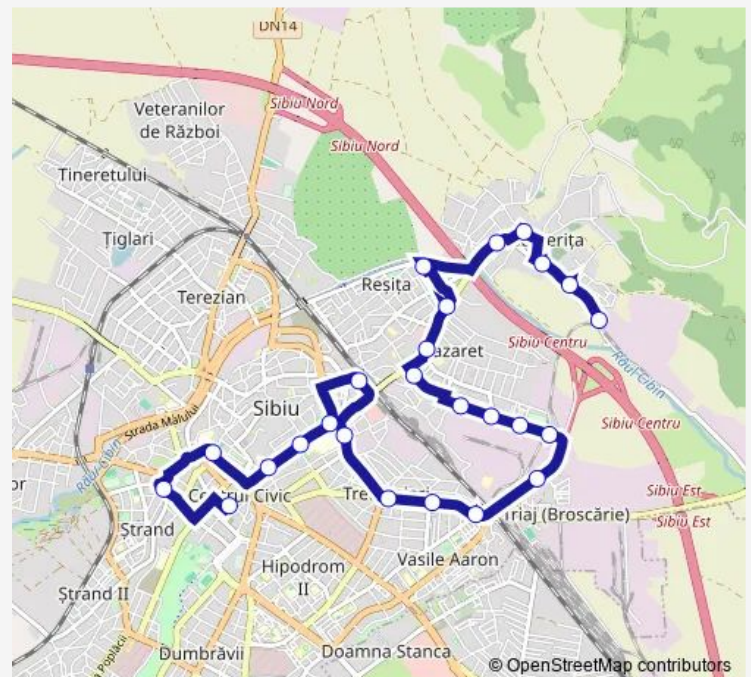 DN14
Sibiu Nord
Veteranilor
de Război
Sibiu Nord
Tineretului
Țiglari
Reșița
Terezian
Sibiu Centru
Râul Cibin
Sibiu
Strada Malului
Sibiu Centru
Râul Cibin
Sibiu Est
Ștrand
Triaj (Broscărie)
Sibiu Est
Vasile Aaron
Hipodrom
II
Ștrand II
Dumbrăvii
Doamna Stanca
© OpenStreetMap contributors